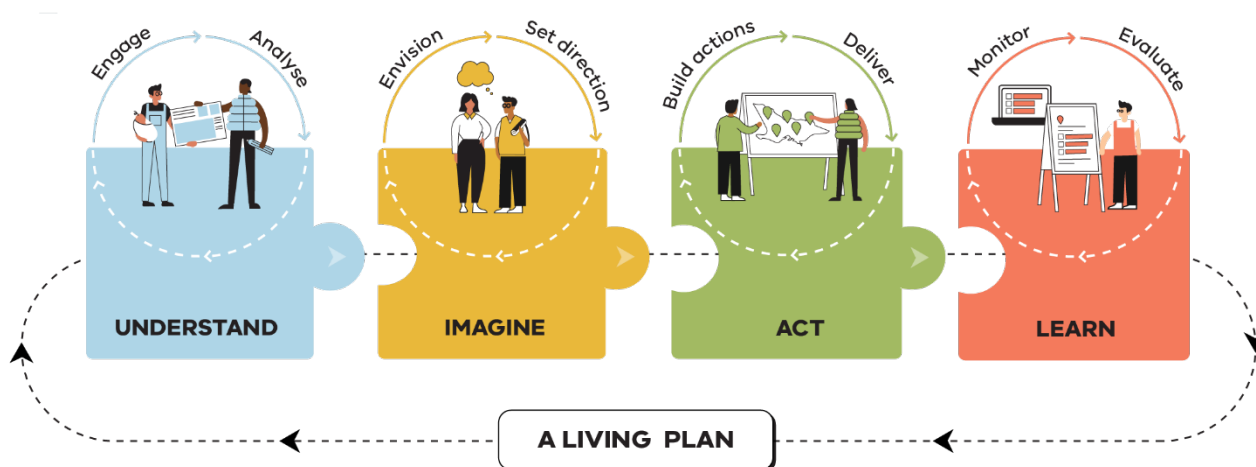 Engage
Analyse
Envision
Set direction
Build actions
Deliver
Monitor
Evaluate
UNDERSTAND
IMAGINE
ACT
LEARN
A LIVING PLAN